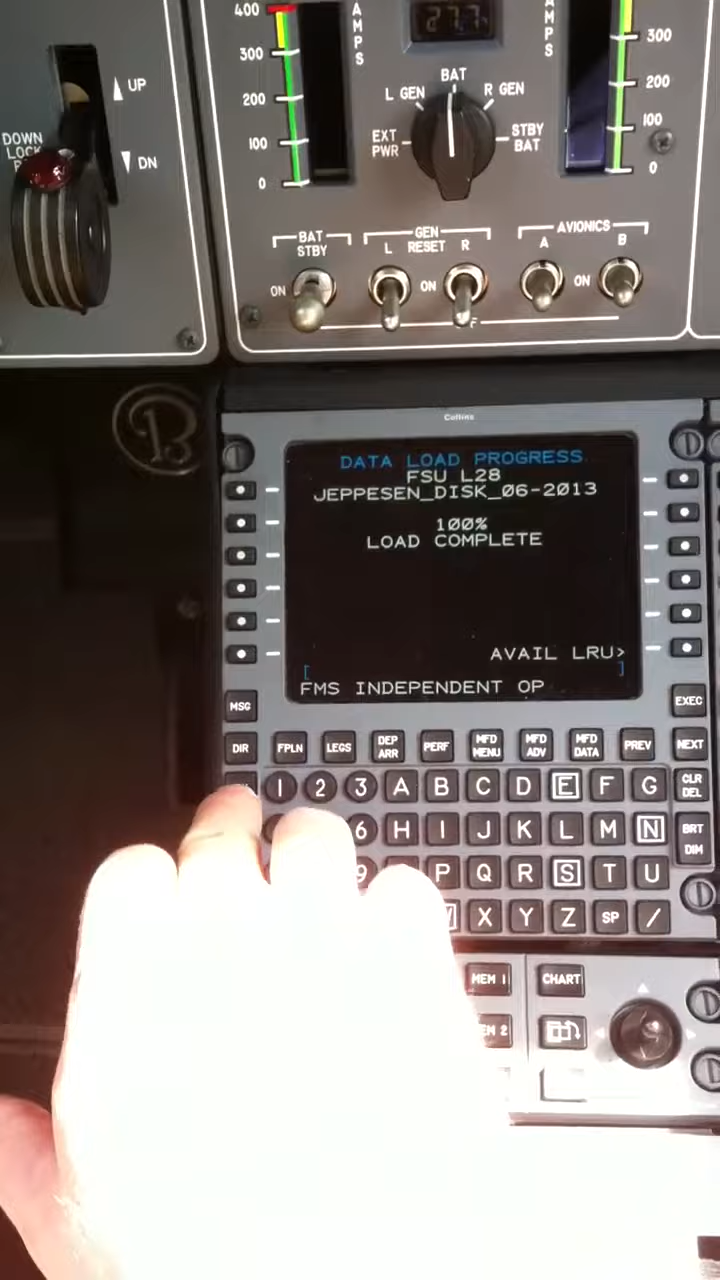 400
300
200
100
0
AMPS
27.7
AMPS
300
200
100
0
UP
DOWN
LOCK
DN
BAT
L GEN
R GEN
EXT
PWR
STBY
BAT
BAT
STBY
ON
GEN
L RESET R
ON
AVIONICS
A B
ON
F
B
Collins
DATA LOAD PROGRESS
FSU L28
JEPPESEN_DISK_06-2013
100%
LOAD COMPLETE
AVAIL LRU>
[ ]
FMS INDEPENDENT OP
MSG
EXEC
DIR FPLN LEGS DEP ARR PERF MFD MENU MFD ADV MFD DATA PREV NEXT
1 2 3 A B C D E F G CLR DEL
6 H I J K L M N BRT DIM
9 P Q R S T U
X Y Z SP /
MEM 1 CHART